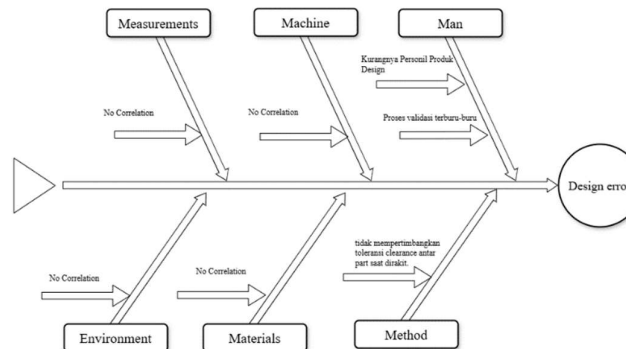 Measurements
Machine
Man
Kurangnya Personil Produk
Design
No Correlation
No Correlation
Proses validasi terburu-buru
Design erro
tidak mempertimbangkan
toleransi clearance antar
part saat dirakit.
No Correlation
No Correlation
Environment
Materials
Method